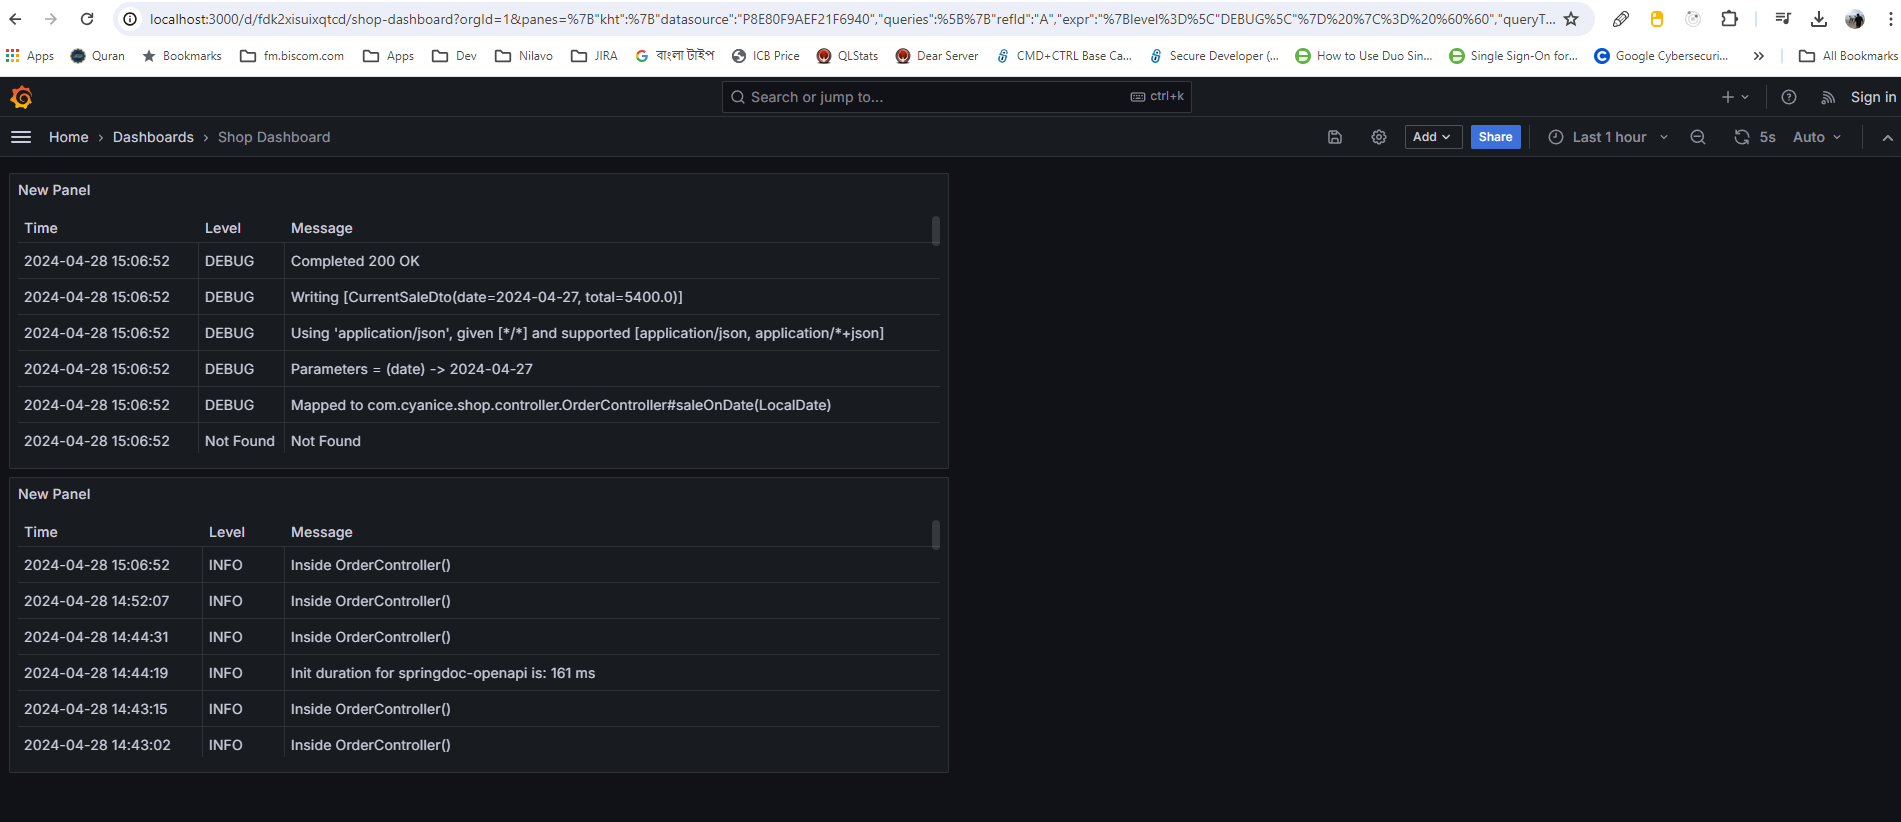 localhost:3000/d/fdk2xisuixqtcd/shop-dashboard?orgId=1&panes=%7B"kht":%7B"datasource":"P8E80F9AEF21F6940","queries":%5B%7B"refId":"A","expr":"%7Blevel%3D%5C"DEBUG%5C"%7D%20%7C%3D%20%60%60","queryT...
Apps Quran Bookmarks fm.biscom.com Apps Dev Nilavo JIRA বাংলা টাইপ ICB Price QLStats Dear Server CMD+CTRL Base Ca... Secure Developer (... How to Use Duo Sin... Single Sign-On for... Google Cybersecuri... » All Bookmarks
Search or jump to... ctrl+k Sign in
Home › Dashboards › Shop Dashboard Add Share Last 1 hour 5s Auto
New Panel
Time Level Message
2024-04-28 15:06:52 DEBUG Completed 200 OK
2024-04-28 15:06:52 DEBUG Writing [CurrentSaleDto(date=2024-04-27, total=5400.0)]
2024-04-28 15:06:52 DEBUG Using 'application/json', given [*/*] and supported [application/json, application/*+json]
2024-04-28 15:06:52 DEBUG Parameters = (date) -> 2024-04-27
2024-04-28 15:06:52 DEBUG Mapped to com.cyanice.shop.controller.OrderController#saleOnDate(LocalDate)
2024-04-28 15:06:52 Not Found Not Found
New Panel
Time Level Message
2024-04-28 15:06:52 INFO Inside OrderController()
2024-04-28 14:52:07 INFO Inside OrderController()
2024-04-28 14:44:31 INFO Inside OrderController()
2024-04-28 14:44:19 INFO Init duration for springdoc-openapi is: 161 ms
2024-04-28 14:43:15 INFO Inside OrderController()
2024-04-28 14:43:02 INFO Inside OrderController()